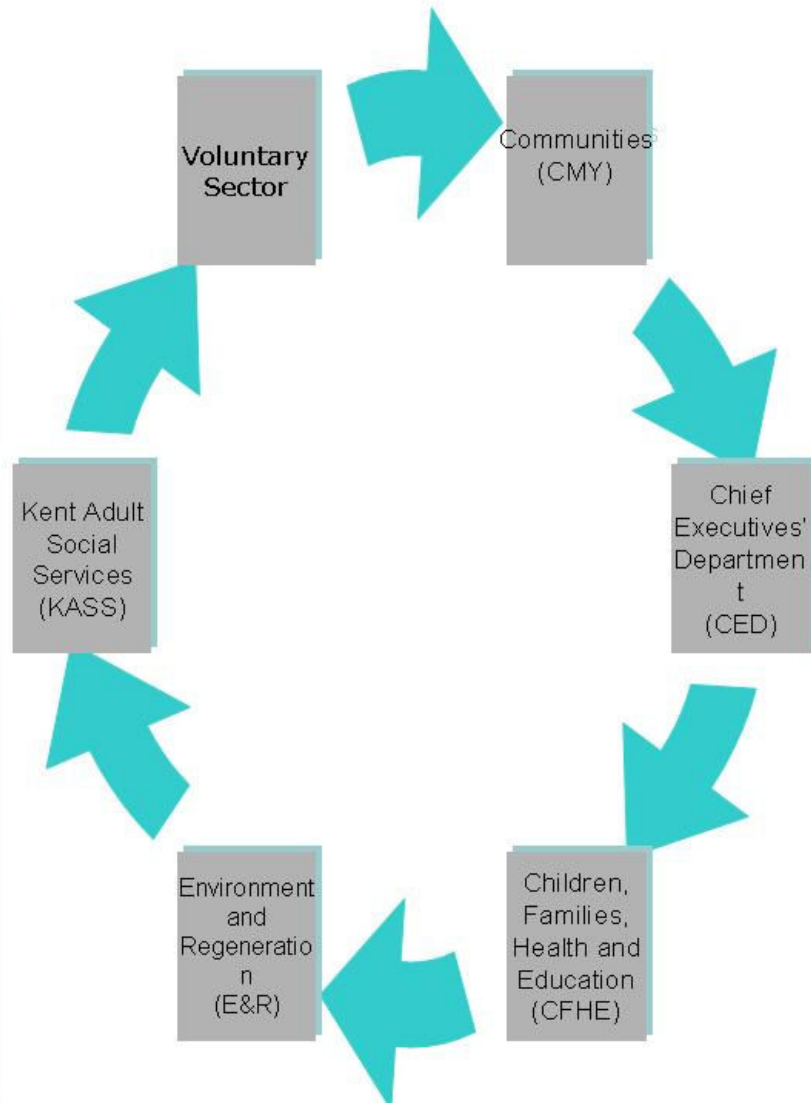 Voluntary
Sector
Communities
(CMY)
Chief
Executives'
Departmen
t
(CED)
Children,
Families,
Health and
Education
(CFHE)
Environment
and
Regeneratio
n
(E&R)
Kent Adult
Social
Services
(KASS)